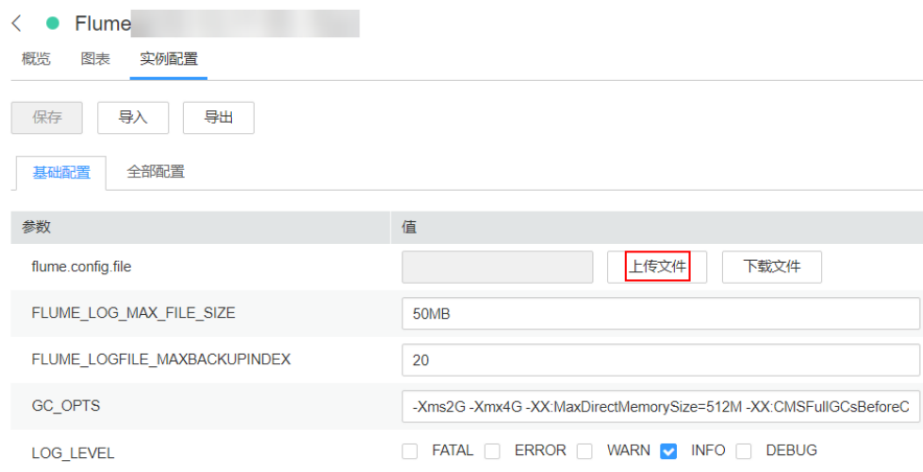 Flume
概览 图表 实例配置
保存 导入 导出
基础配置 全部配置
参数 值
flume.config.file 上传文件 下载文件
FLUME_LOG_MAX_FILE_SIZE 50MB
FLUME_LOGFILE_MAXBACKUPINDEX 20
GC_OPTS -Xms2G -Xmx4G -XX:MaxDirectMemorySize=512M -XX:CMSFullGCsBeforeC
LOG_LEVEL FATAL ERROR WARN INFO DEBUG